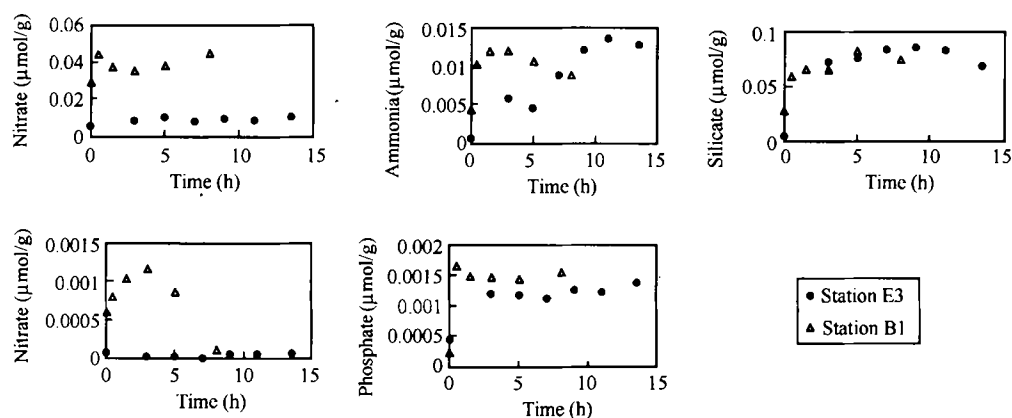 Nitrate (μmol/g)
0.06
0.04
0.02
0
0 5 10 15
Time (h)
Ammonia (μmol/g)
0.015
0.01
0.005
0
0 5 10 15
Time (h)
Silicate (μmol/g)
0.1
0.05
0
0 5 10 15
Time (h)
Nitrate (μmol/g)
0.0015
0.001
0.0005
0
0 5 10 15
Time (h)
Phosphate (μmol/g)
0.002
0.0015
0.001
0.0005
0
0 5 10 15
Time (h)
Station E3
Station B1